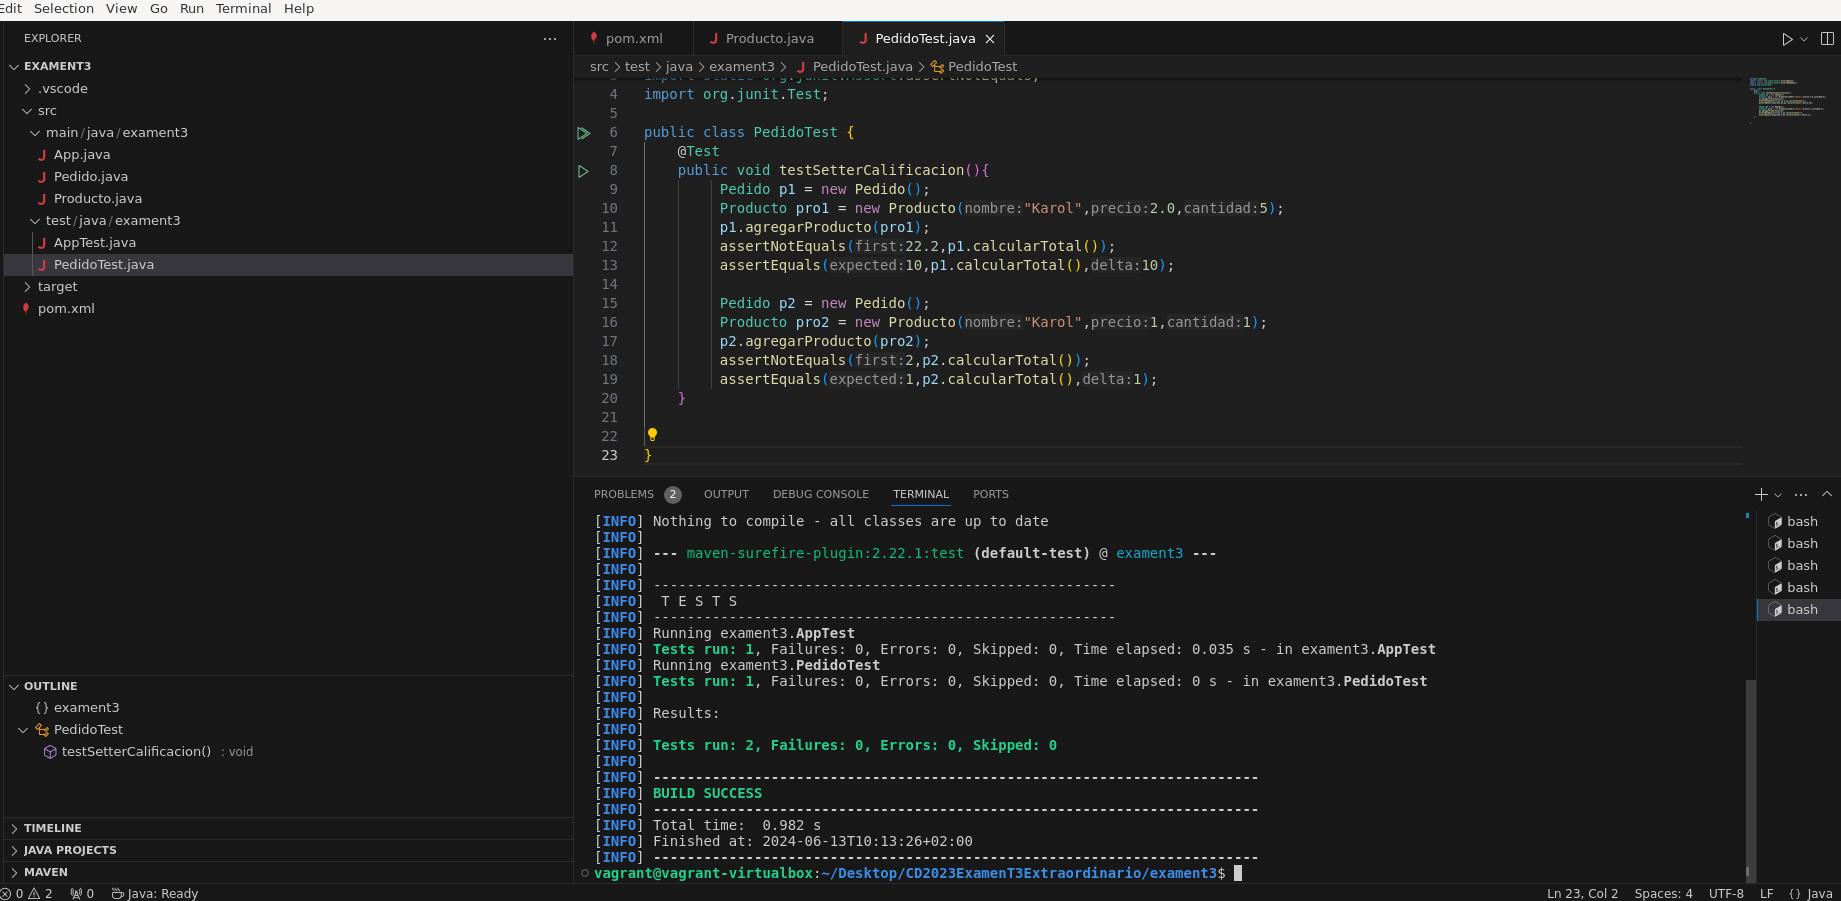 Edit Selection View Go Run Terminal Help
EXPLORER
EXAMENT3
.vscode
src
main/java/exament3
App.java
Pedido.java
Producto.java
test/java/exament3
AppTest.java
PedidoTest.java
target
pom.xml
OUTLINE
{} exament3
PedidoTest
testSetterCalificacion() : void
TIMELINE
JAVA PROJECTS
MAVEN
pom.xml Producto.java PedidoTest.java
src > test > java > exament3 > PedidoTest.java > PedidoTest
3 import static org.junit.Assert.assertNotEquals;
4 import org.junit.Test;
5
6 public class PedidoTest {
7 @Test
8 public void testSetterCalificacion(){
9 Pedido p1 = new Pedido();
10 Producto pro1 = new Producto(nombre:"Karol",precio:2.0,cantidad:5);
11 p1.agregarProducto(pro1);
12 assertNotEquals(first:22.2,p1.calcularTotal());
13 assertEquals(expected:10,p1.calcularTotal(),delta:10);
14
15 Pedido p2 = new Pedido();
16 Producto pro2 = new Producto(nombre:"Karol",precio:1,cantidad:1);
17 p2.agregarProducto(pro2);
18 assertNotEquals(first:2,p2.calcularTotal());
19 assertEquals(expected:1,p2.calcularTotal(),delta:1);
20 }
21
22
23 }
PROBLEMS 2 OUTPUT DEBUG CONSOLE TERMINAL PORTS
[INFO] Nothing to compile - all classes are up to date
[INFO]
[INFO] --- maven-surefire-plugin:2.22.1:test (default-test) @ exament3 ---
[INFO]
[INFO] -------------------------------------------------------
[INFO]  T E S T S
[INFO] -------------------------------------------------------
[INFO] Running exament3.AppTest
[INFO] Tests run: 1, Failures: 0, Errors: 0, Skipped: 0, Time elapsed: 0.035 s - in exament3.AppTest
[INFO] Running exament3.PedidoTest
[INFO] Tests run: 1, Failures: 0, Errors: 0, Skipped: 0, Time elapsed: 0 s - in exament3.PedidoTest
[INFO]
[INFO] Results:
[INFO]
[INFO] Tests run: 2, Failures: 0, Errors: 0, Skipped: 0
[INFO]
[INFO] ------------------------------------------------------------------------
[INFO] BUILD SUCCESS
[INFO] ------------------------------------------------------------------------
[INFO] Total time:  0.982 s
[INFO] Finished at: 2024-06-13T10:13:26+02:00
[INFO] ------------------------------------------------------------------------
vagrant@vagrant-virtualbox:~/Desktop/CD2023ExamenT3Extraordinario/exament3$
bash
bash
bash
bash
bash
0 2 0 Java: Ready Ln 23, Col 2 Spaces: 4 UTF-8 LF {} Java